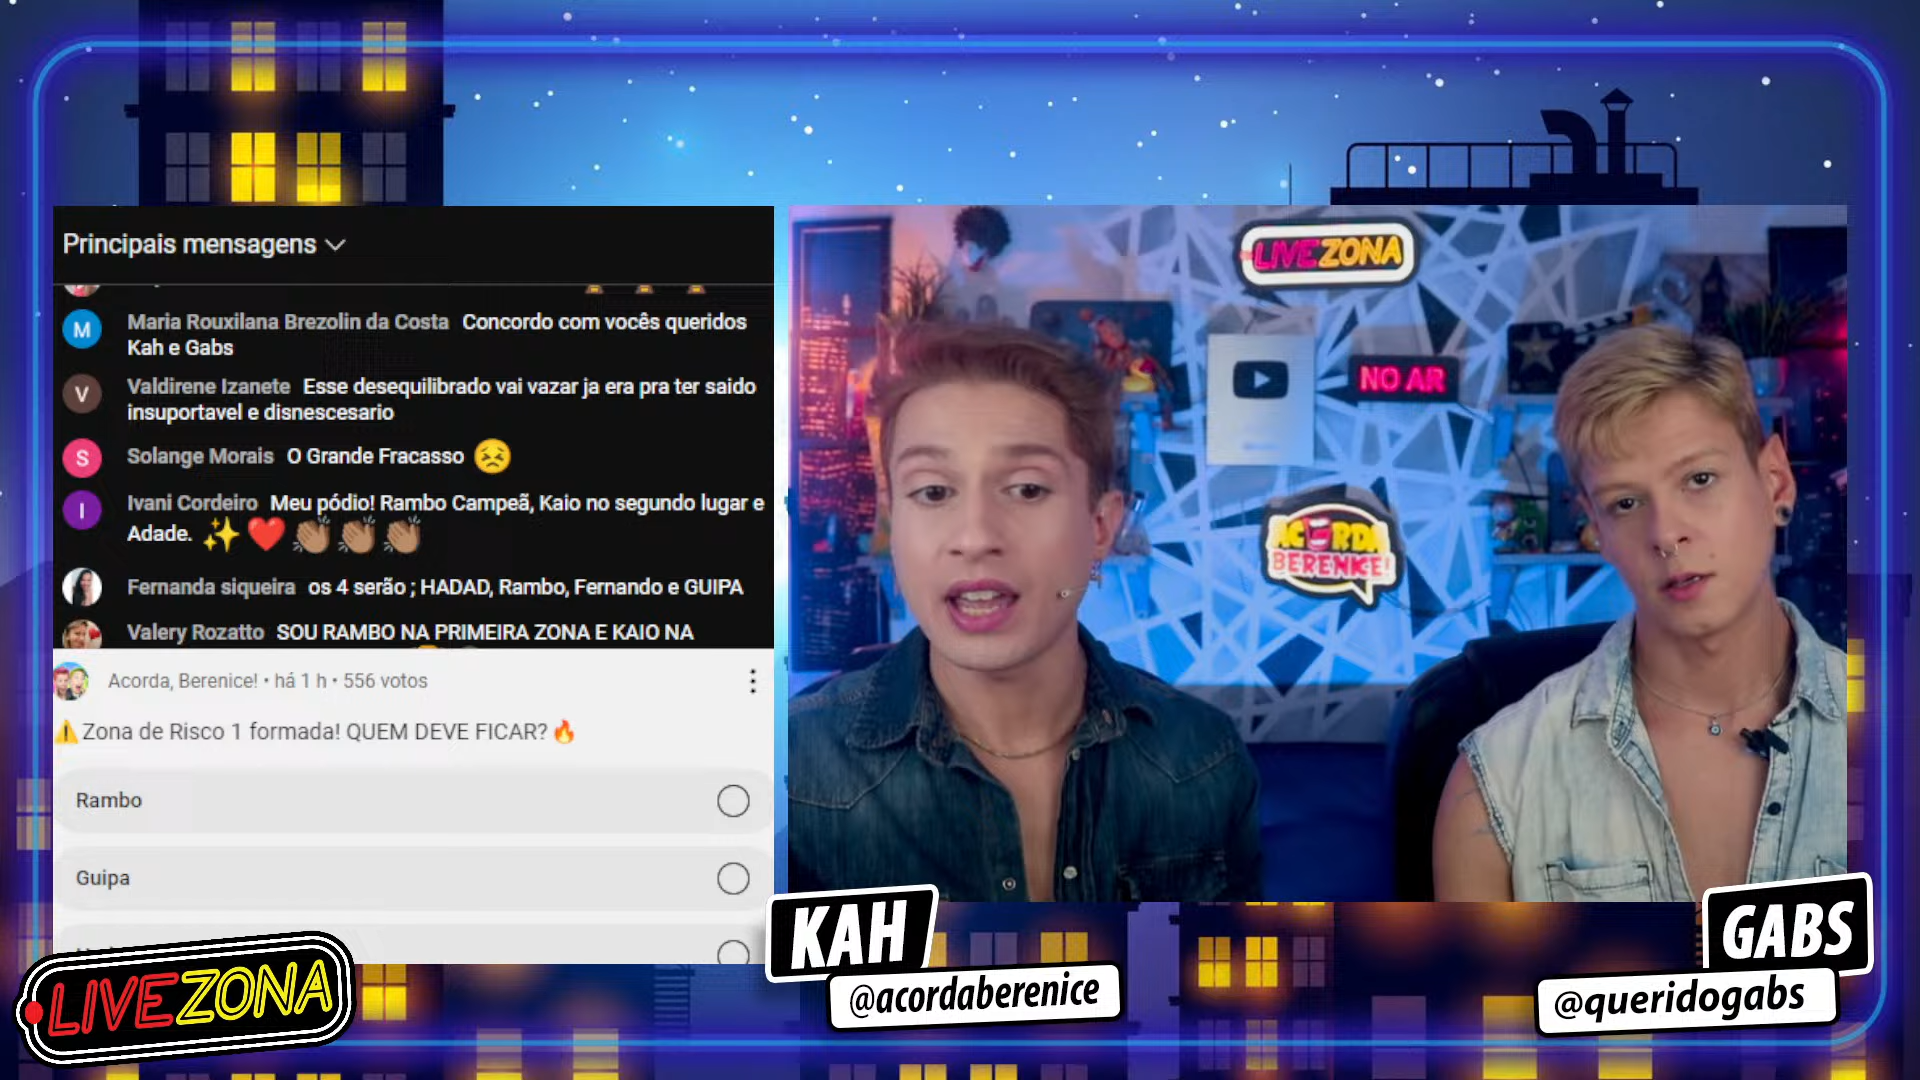 Principais mensagens
Maria Rouxilana Brezolin da Costa Concordo com vocês queridos
Kah e Gabs
Valdirene Izanete Esse desequilibrado vai vazar ja era pra ter saido
insuportavel e disnescesario
Solange Morais O Grande Fracasso 😣
Ivani Cordeiro Meu pódio! Rambo Campeã, Kaio no segundo lugar e
Adade. ✨❤️👏🏽👏🏽👏🏽
Fernanda siqueira os 4 serão ; HADAD, Rambo, Fernando e GUIPA
Valery Rozatto SOU RAMBO NA PRIMEIRA ZONA E KAIO NA
M
V
S
I
Acorda, Berenice! • há 1 h • 556 votos
⚠️Zona de Risco 1 formada! QUEM DEVE FICAR?🔥
Rambo
Guipa
LIVEZONA
LIVEZONA
NO AR
ACORDA
BERENICE!
KAH
@acordaberenice
GABS
@queridogabs